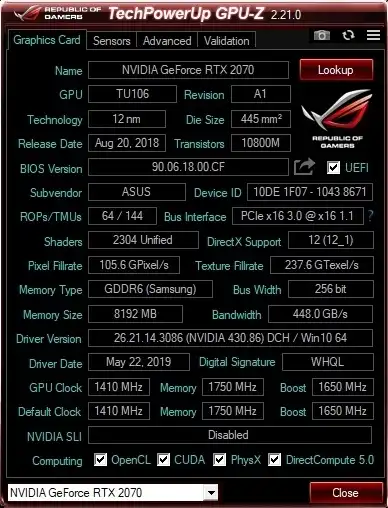 REPUBLIC OF GAMERS TechPowerUp GPU-Z 2.21.0
Graphics Card Sensors Advanced Validation
Name NVIDIA GeForce RTX 2070 Lookup
GPU TU106 Revision A1
Technology 12 nm Die Size 445 mm²
Release Date Aug 20, 2018 Transistors 10800M
REPUBLIC OF GAMERS
BIOS Version 90.06.18.00.CF UEFI
Subvendor ASUS Device ID 10DE 1F07 - 1043 8671
ROPs/TMUs 64 / 144 Bus Interface PCIe x16 3.0 @ x16 1.1 ?
Shaders 2304 Unified DirectX Support 12 (12_1)
Pixel Fillrate 105.6 GPixel/s Texture Fillrate 237.6 GTexel/s
Memory Type GDDR6 (Samsung) Bus Width 256 bit
Memory Size 8192 MB Bandwidth 448.0 GB/s
Driver Version 26.21.14.3086 (NVIDIA 430.86) DCH / Win10 64
Driver Date May 22, 2019 Digital Signature WHQL
GPU Clock 1410 MHz Memory 1750 MHz Boost 1650 MHz
Default Clock 1410 MHz Memory 1750 MHz Boost 1650 MHz
NVIDIA SLI Disabled
Computing OpenCL CUDA PhysX DirectCompute 5.0
NVIDIA GeForce RTX 2070 Close